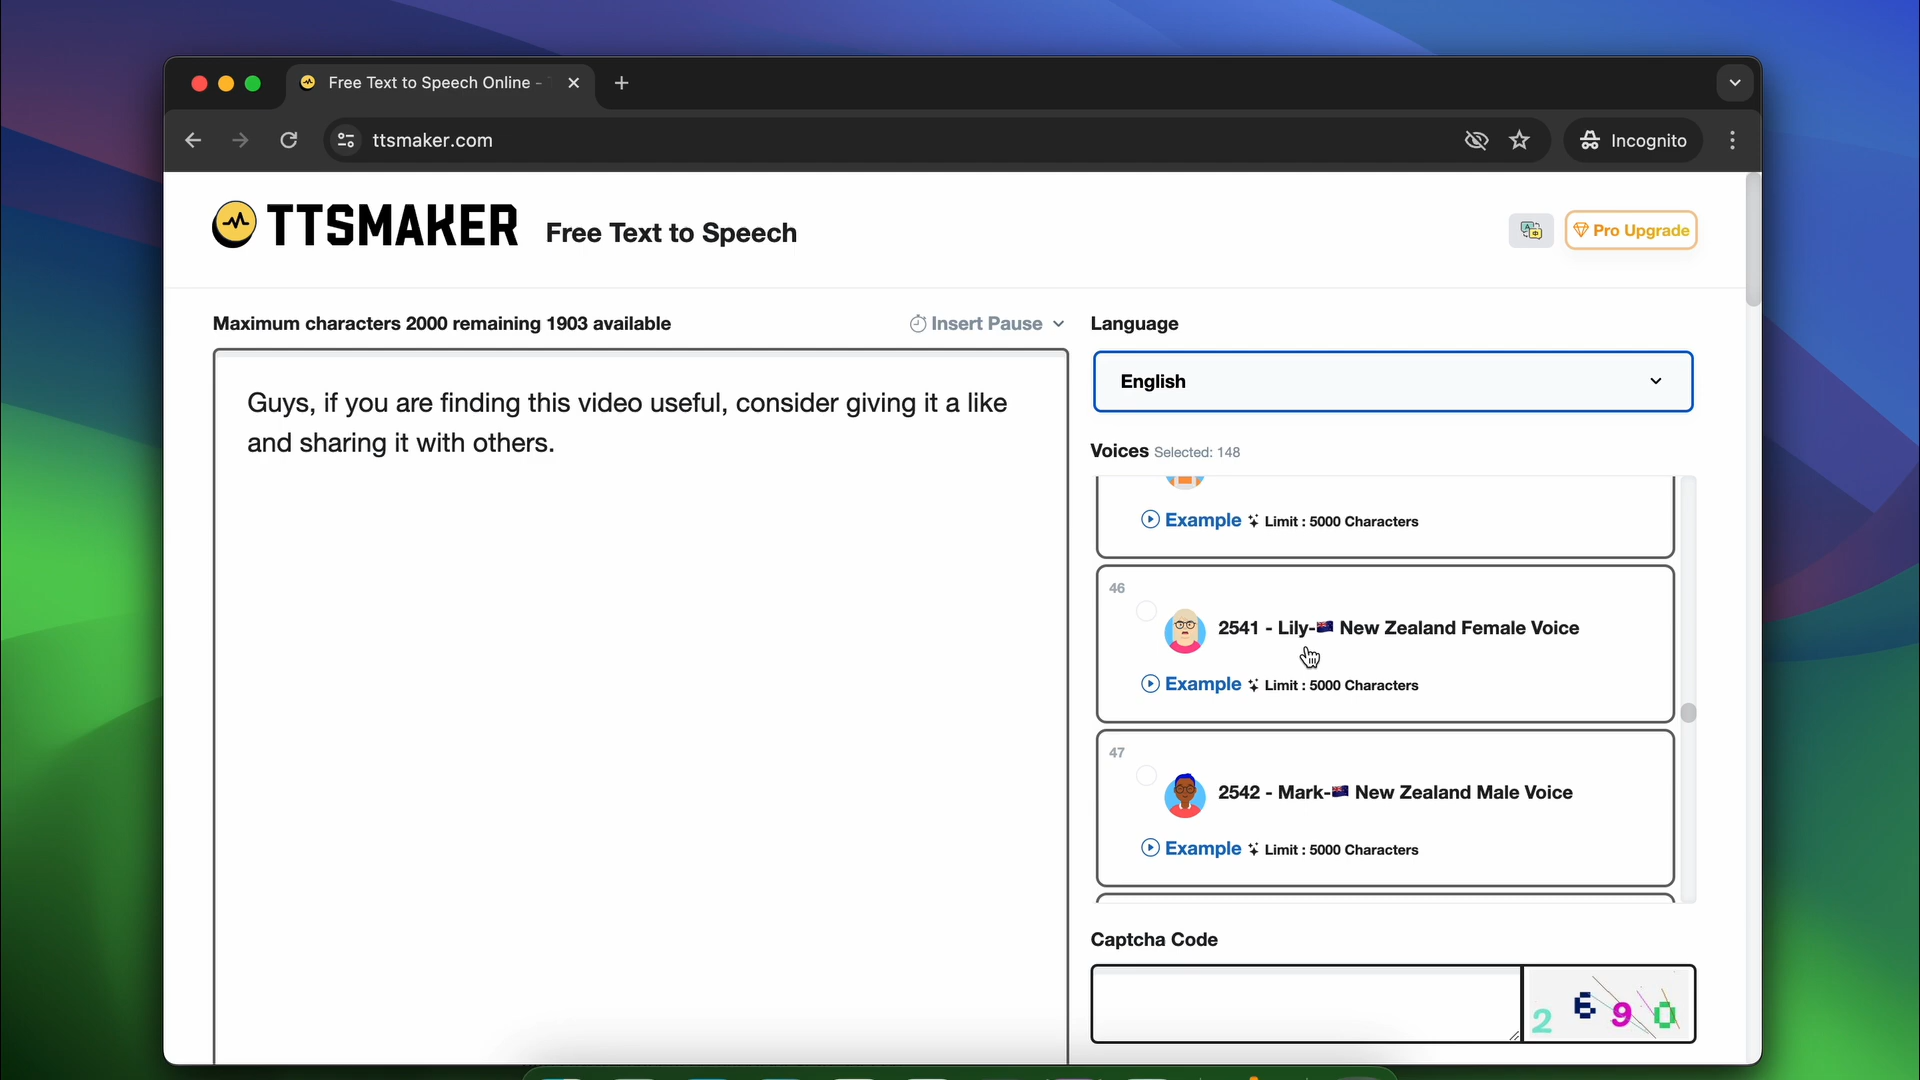 Free Text to Speech Online -
ttsmaker.com
Incognito
TTSMAKER
Free Text to Speech
Pro Upgrade
Maximum characters 2000 remaining 1903 available
Insert Pause
Language
Guys, if you are finding this video useful, consider giving it a like
and sharing it with others.
English
Voices Selected: 148
Example Limit : 5000 Characters
46
2541 - Lily- New Zealand Female Voice
Example Limit : 5000 Characters
47
2542 - Mark- New Zealand Male Voice
Example Limit : 5000 Characters
Captcha Code